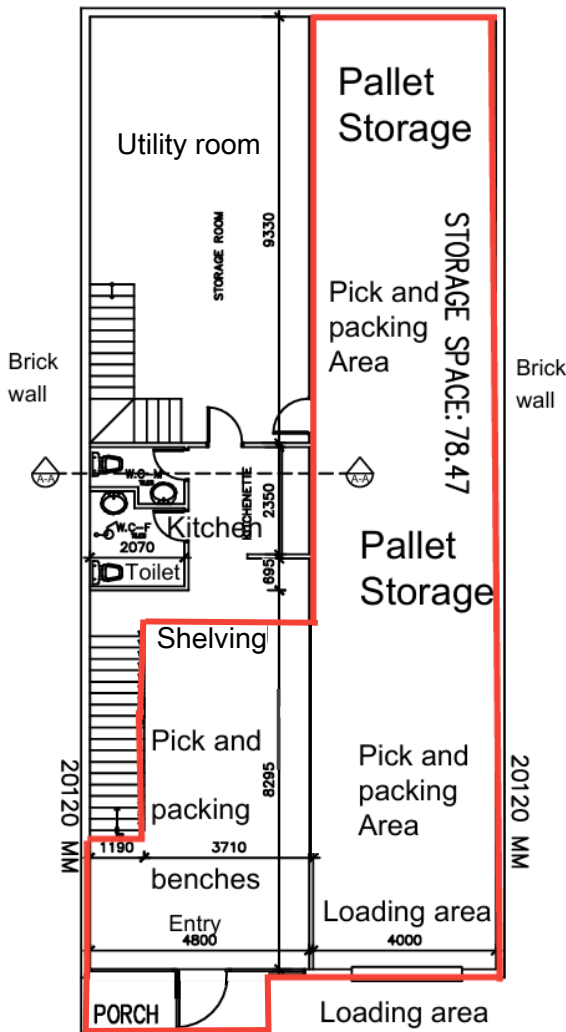 Pallet
Storage
Utility room
9330
STORAGE ROOM
STORAGE SPACE: 78.47
Pick and
packing
Area
Brick
wall
Brick
wall
A-A
W.C-M
A-A
2350
KITCHENETTE
W.C-F
Kitchen
2070
Toilet
695
Pallet
Storage
Shelving
Pick and
packing
benches
8295
Pick and
packing
Area
20120 MM
20120 MM
1190
3710
Entry
Loading area
4800
4000
PORCH
Loading area